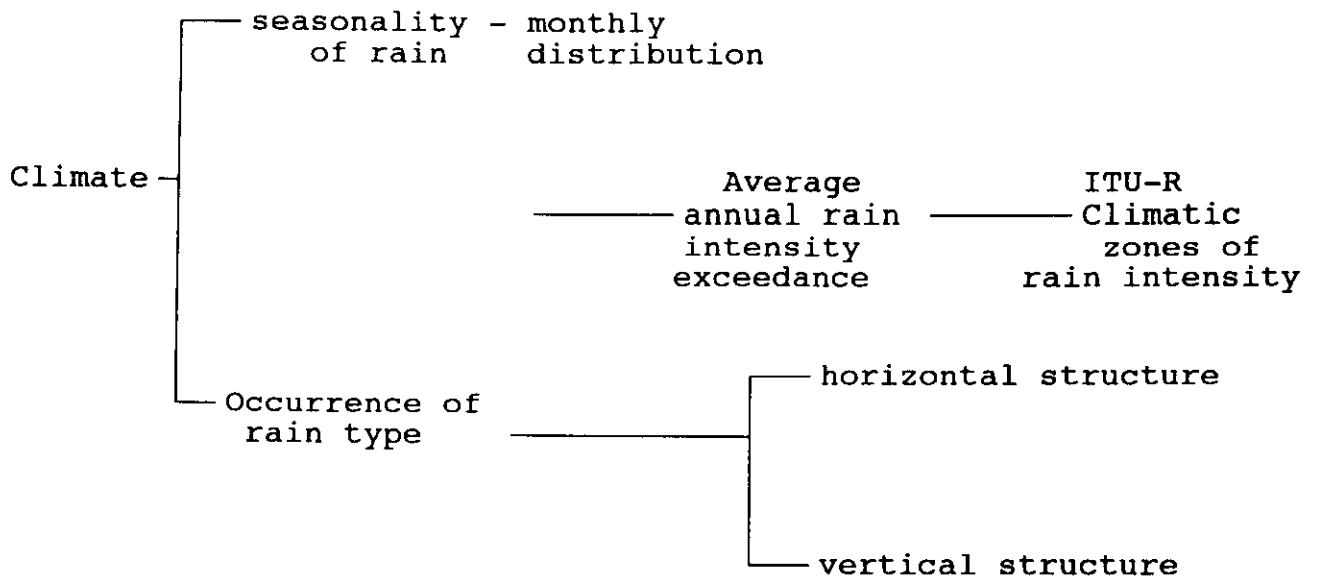 seasonality - monthly
of rain distribution
Climate
Average
annual rain
intensity
exceedance
ITU-R
Climatic
zones of
rain intensity
Occurrence of
rain type
horizontal structure
vertical structure